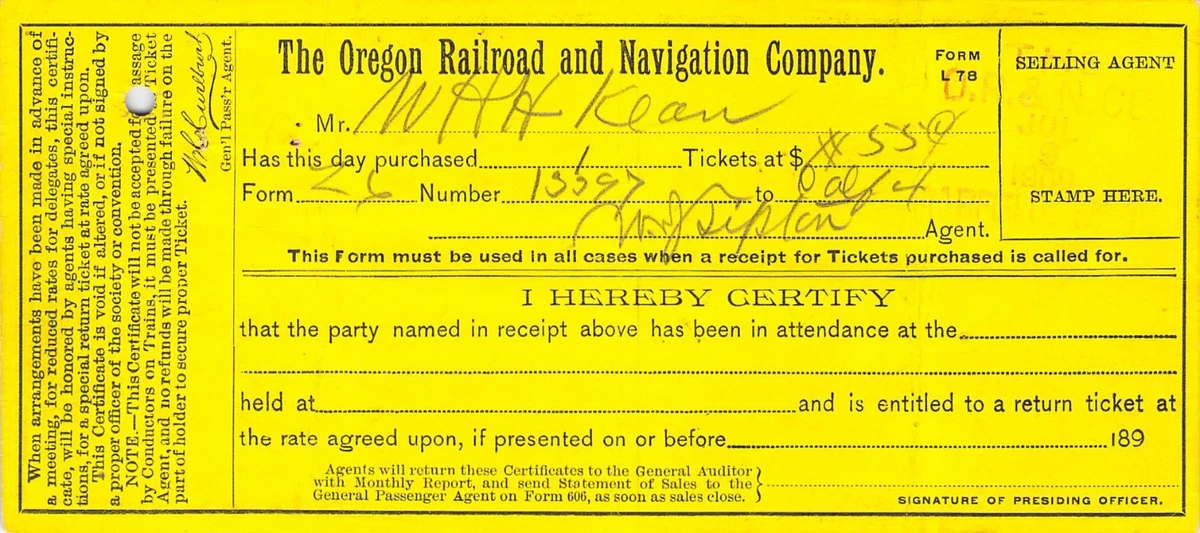 The Oregon Railroad and Navigation Company.
FORM
L 78
SELLING AGENT
STAMP HERE.
Mr. W H H Kean
Has this day purchased 1 Tickets at $
Form 26 Number 13597 to
Agent.
This Form must be used in all cases when a receipt for Tickets purchased is called for.
I HEREBY CERTIFY
that the party named in receipt above has been in attendance at the
held at and is entitled to a return ticket at
the rate agreed upon, if presented on or before 189
Agents will return these Certificates to the General Auditor
with Monthly Report, and send Statement of Sales to the
General Passenger Agent on Form 606, as soon as sales close.
SIGNATURE OF PRESIDING OFFICER.
When arrangements have been made in advance of
a meeting, for reduced rates for delegates, this certifi-
cate, will be honored by agents having special instruc-
tions, for a special return ticket at rate agreed upon.
This Certificate is void if altered, or if not signed by
a proper officer of the society or convention.
NOTE.—This Certificate will not be accepted for passage
by Conductors on Trains, it must be presented Ticket
Agent, and no refunds will be made through failure on the
part of holder to secure proper Ticket.
Gen'l Pass'r Agent.